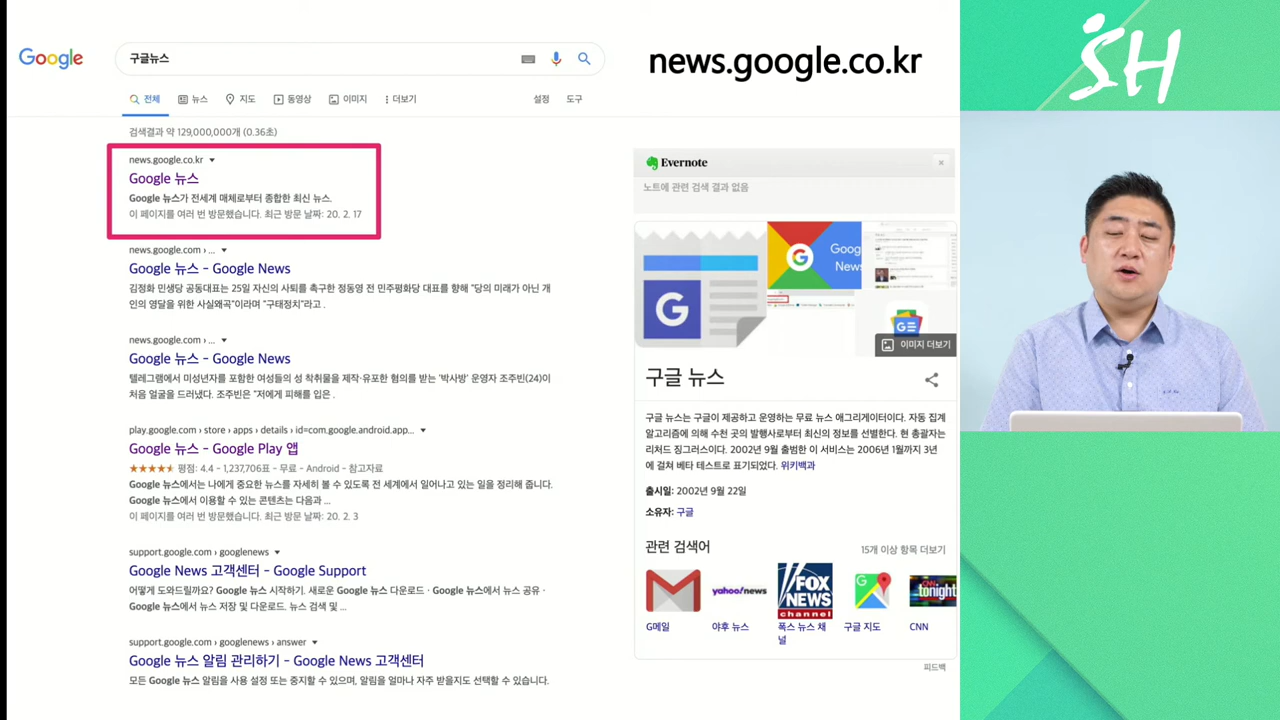 Google
구글뉴스
news.google.co.kr
SH
전체
뉴스
지도
동영상
이미지
더보기
설정
도구
검색결과 약 129,000,000개 (0.36초)
news.google.co.kr
Google 뉴스
Google 뉴스가 전세계 매체로부터 종합한 최신 뉴스.
이 페이지를 여러 번 방문했습니다. 최근 방문 날짜: 20. 2. 17
news.google.com › ...
Google 뉴스 - Google News
김정화 민생당 공동대표는 25일 자신의 사퇴를 촉구한 정동영 전 민주평화당 대표를 향해 "당의 미래가 아닌 개
인의 영달을 위한 사실왜곡"이라며 "구태정치"라고 .
news.google.com › ...
Google 뉴스 - Google News
텔레그램에서 미성년자를 포함한 여성들의 성 착취물을 제작·유포한 혐의를 받는 '박사방' 운영자 조주빈(24)이
처음 얼굴을 드러냈다. 조주빈은 "저에게 피해를 입은 .
play.google.com › store › apps › details › id=com.google.android.app...
Google 뉴스 - Google Play 앱
평점: 4.4 - 1,237,706표 - 무료 - Android - 참고자료
Google 뉴스에서는 나에게 중요한 뉴스를 자세히 볼 수 있도록 전 세계에서 일어나고 있는 일을 정리해 줍니다.
Google 뉴스에서 이용할 수 있는 콘텐츠는 다음과 ...
이 페이지를 여러 번 방문했습니다. 최근 방문 날짜: 20. 2. 3
support.google.com › googlenews
Google News 고객센터 - Google Support
어떻게 도와드릴까요? Google 뉴스 시작하기. 새로운 Google 뉴스 다운로드 · Google 뉴스에서 뉴스 공유 ·
Google 뉴스에서 뉴스 저장 및 다운로드. 뉴스 검색 및 ...
support.google.com › googlenews › answer
Google 뉴스 알림 관리하기 - Google News 고객센터
모든 Google 뉴스 알림을 사용 설정 또는 중지할 수 있으며, 알림을 얼마나 자주 받을지도 선택할 수 있습니다.
Evernote
노트에 관련 검색 결과 없음
Goog
News
이미지 더보기
구글 뉴스
구글 뉴스는 구글이 제공하고 운영하는 무료 뉴스 애그리게이터이다. 자동 집계
알고리즘에 의해 수천 곳의 발행사로부터 최신의 정보를 선별한다. 현 총괄자는
리처드 징그러스이다. 2002년 9월 출범한 이 서비스는 2006년 1월까지 3년
에 걸쳐 베타 테스트로 표기되었다. 위키백과
출시일: 2002년 9월 22일
소유자: 구글
관련 검색어
15개 이상 항목 더보기
yahoo!news
FOX
NEWS
channel
CNN
tonight
G메일
야후 뉴스
폭스 뉴스 채
널
구글 지도
CNN
피드백